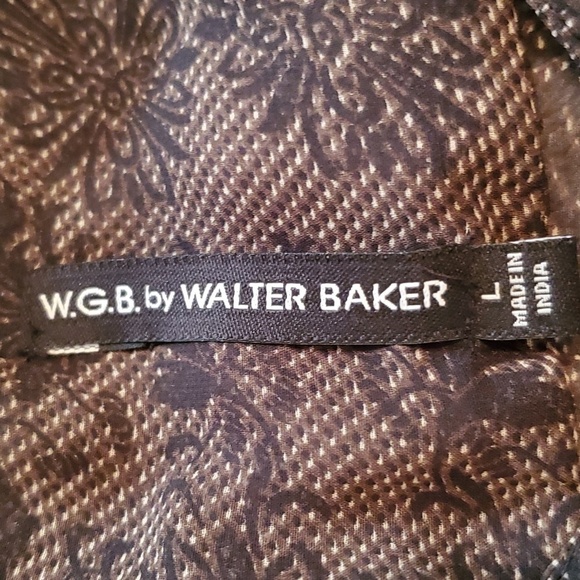 W.G.B. by WALTER BAKER
L
MADE IN
INDIA